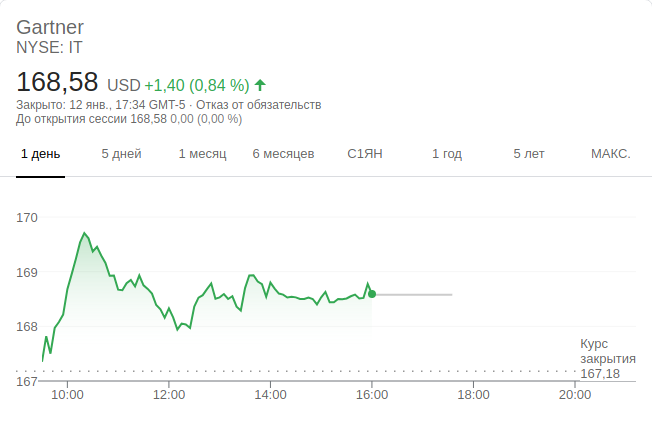 Gartner
NYSE: IT
168,58 USD +1,40 (0,84 %)
Закрыто: 12 янв., 17:34 GMT-5 · Отказ от обязательств
До открытия сессии 168,58 0,00 (0,00 %)
1 день 5 дней 1 месяц 6 месяцев С1ЯН 1 год 5 лет МАКС.
170
169
168
Курс
закрытия
167,18
167
10:00 12:00 14:00 16:00 18:00 20:00